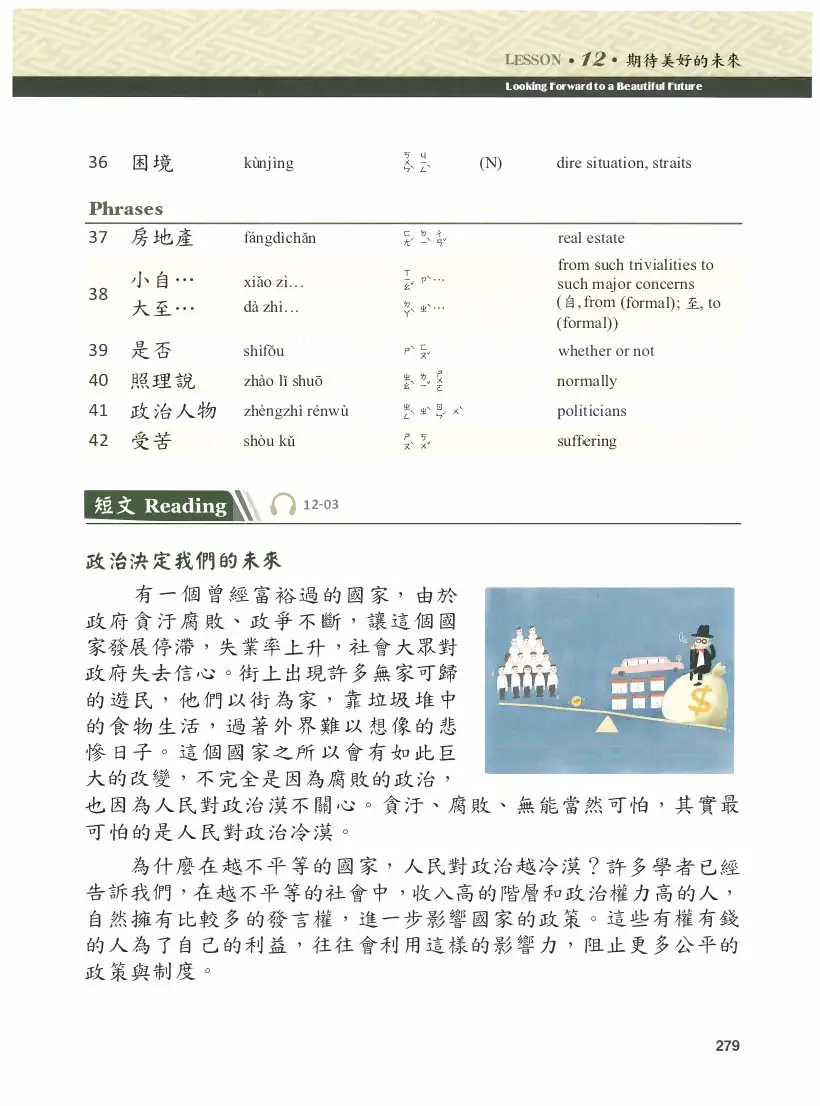 LESSON • 12 • 期待美好的未來
Looking Forward to a Beautiful Future
36 困境 kùnjìng ㄎㄨㄣˋ ㄐㄧㄥˋ (N) dire situation, straits
Phrases
37 房地產 fángdìchǎn ㄈㄤˊ ㄉㄧˋ ㄔㄢˇ real estate
38 小自… xiǎo zì… ㄒㄧㄠˇ ㄗˋ… from such trivialities to such major concerns
大至… dà zhì… ㄉㄚˋ ㄓˋ… (自, from (formal); 至, to (formal))
39 是否 shìfǒu ㄕˋ ㄈㄡˇ whether or not
40 照理說 zhào lǐ shuō ㄓㄠˋ ㄌㄧˇ ㄕㄨㄛ normally
41 政治人物 zhèngzhì rénwù ㄓㄥˋ ㄓˋ ㄖㄣˊ ㄨˋ politicians
42 受苦 shòu kǔ ㄕㄡˋ ㄎㄨˇ suffering
短文 Reading 12-03
政治決定我們的未來
有一個曾經富裕過的國家，由於
政府貪汙腐敗、政爭不斷，讓這個國
家發展停滯，失業率上升，社會大眾對
政府失去信心。街上出現許多無家可歸
的遊民，他們以街為家，靠垃圾堆中
的食物生活，過著外界難以想像的悲
慘日子。這個國家之所以會有如此巨
大的改變，不完全是因為腐敗的政治，
也因為人民對政治漠不關心。貪汙、腐敗、無能當然可怕，其實最
可怕的是人民對政治冷漠。
為什麼在越不平等的國家，人民對政治越冷漠？許多學者已經
告訴我們，在越不平等的社會中，收入高的階層和政治權力高的人，
自然擁有比較多的發言權，進一步影響國家的政策。這些有權有錢
的人為了自己的利益，往往會利用這樣的影響力，阻止更多公平的
政策與制度。
$
279